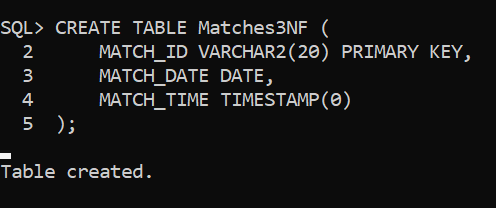 SQL> CREATE TABLE Matches3NF (
  2      MATCH_ID VARCHAR2(20) PRIMARY KEY,
  3      MATCH_DATE DATE,
  4      MATCH_TIME TIMESTAMP(0)
  5  );
Table created.